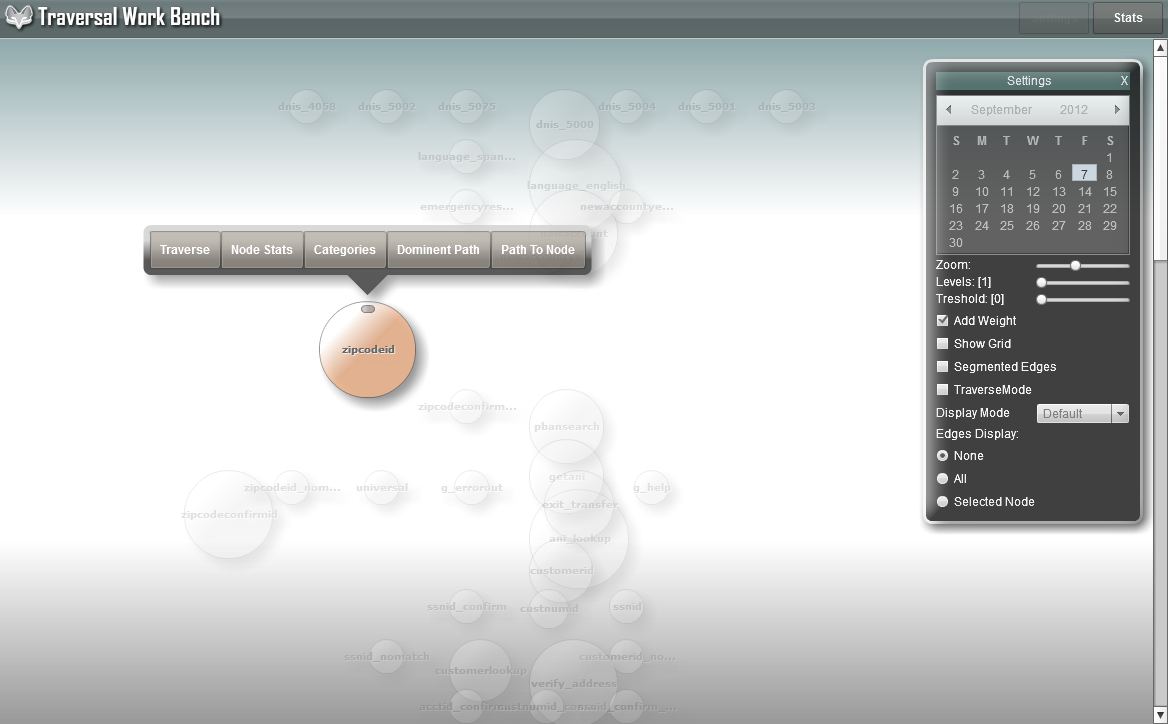 Traversal Work Bench
Settings Stats
Settings X
September 2012
S M T W T F S
1
2 3 4 5 6 7 8
9 10 11 12 13 14 15
16 17 18 19 20 21 22
23 24 25 26 27 28 29
30
Zoom:
Levels: [1]
Treshold: [0]
Add Weight
Show Grid
Segmented Edges
TraverseMode
Display Mode Default
Edges Display:
None
All
Selected Node
dnis_4058 dnis_5002 dnis_5075 dnis_5000 dnis_5004 dnis_5001 dnis_5003
language_span...
language_english
emergencyres... newaccountye...
Traverse Node Stats Categories Dominent Path Path To Node
zipcodeid
zipcodeconfirm...
pbansearch
getani
zipcodeid_nom... universal g_errorout g_help
exit_transfer
zipcodeconfirmid
ani_lookup
customerid
ssnid_confirm custnumid ssnid
ssnid_nomatch customerid_no...
customerlookup
verify_address